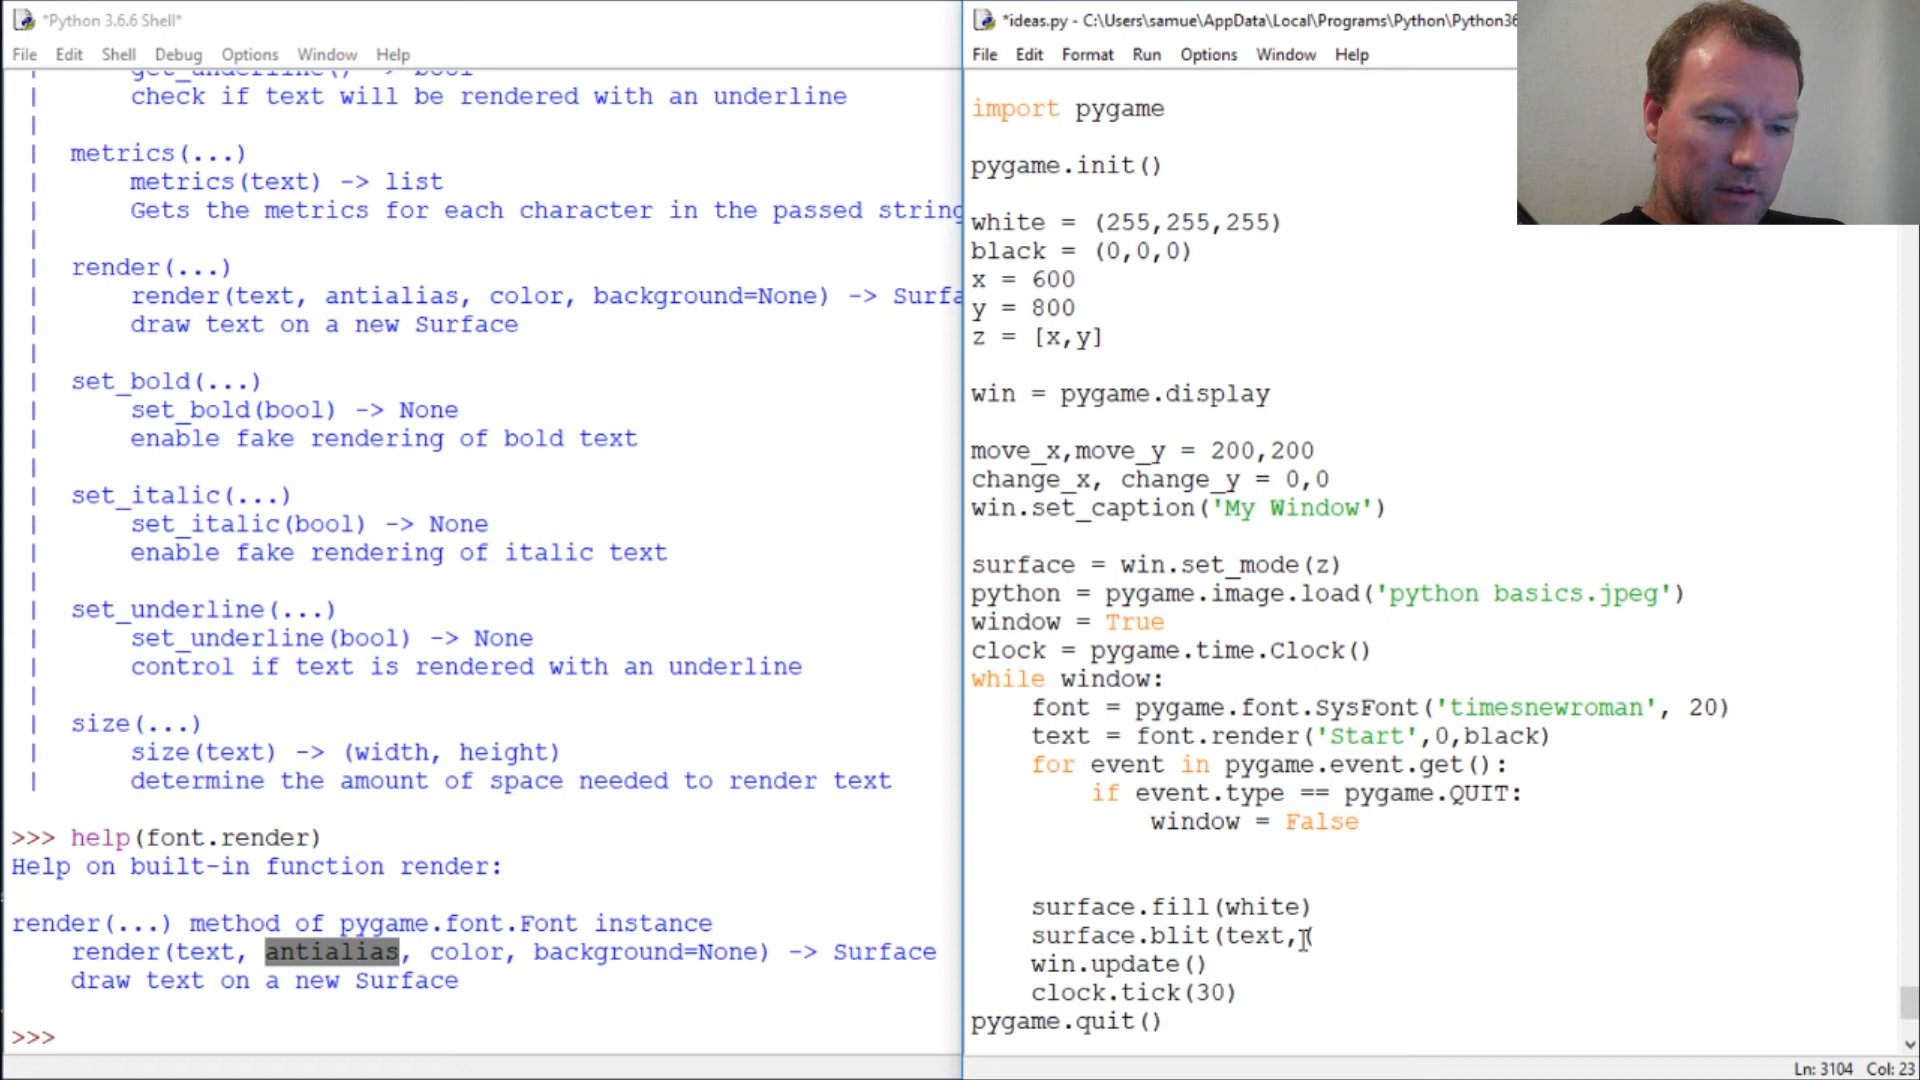 *Python 3.6.6 Shell*
File Edit Shell Debug Options Window Help
get_underline() -> bool
| check if text will be rendered with an underline
|
| metrics(...)
| metrics(text) -> list
| Gets the metrics for each character in the passed string
|
| render(...)
| render(text, antialias, color, background=None) -> Surfa
| draw text on a new Surface
|
| set_bold(...)
| set_bold(bool) -> None
| enable fake rendering of bold text
|
| set_italic(...)
| set_italic(bool) -> None
| enable fake rendering of italic text
|
| set_underline(...)
| set_underline(bool) -> None
| control if text is rendered with an underline
|
| size(...)
| size(text) -> (width, height)
| determine the amount of space needed to render text
>>> help(font.render)
Help on built-in function render:
render(...) method of pygame.font.Font instance
render(text, antialias, color, background=None) -> Surface
draw text on a new Surface
>>>
*ideas.py - C:\Users\samue\AppData\Local\Programs\Python\Python36
File Edit Format Run Options Window Help
import pygame
pygame.init()
white = (255,255,255)
black = (0,0,0)
x = 600
y = 800
z = [x,y]
win = pygame.display
move_x,move_y = 200,200
change_x, change_y = 0,0
win.set_caption('My Window')
surface = win.set_mode(z)
python = pygame.image.load('python basics.jpeg')
window = True
clock = pygame.time.Clock()
while window:
font = pygame.font.SysFont('timesnewroman', 20)
text = font.render('Start',0,black)
for event in pygame.event.get():
if event.type == pygame.QUIT:
window = False
surface.fill(white)
surface.blit(text,(
win.update()
clock.tick(30)
pygame.quit()
Ln: 3104 Col: 23